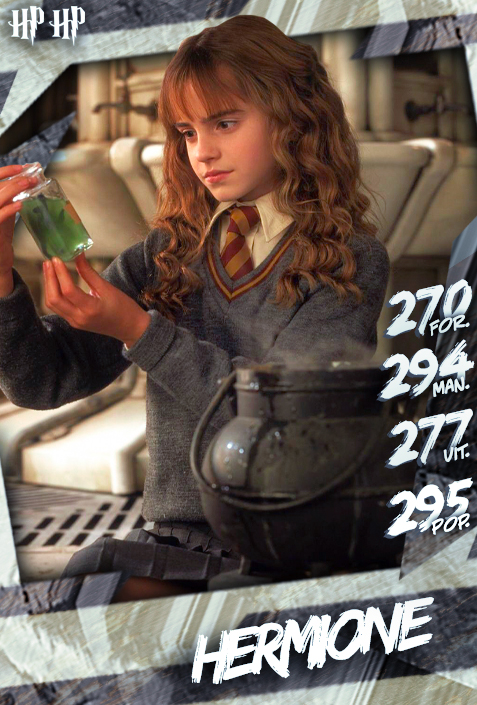 HP HP
270
FOR.
294
MAN.
277
VIT.
295
POP.
HERMIONE